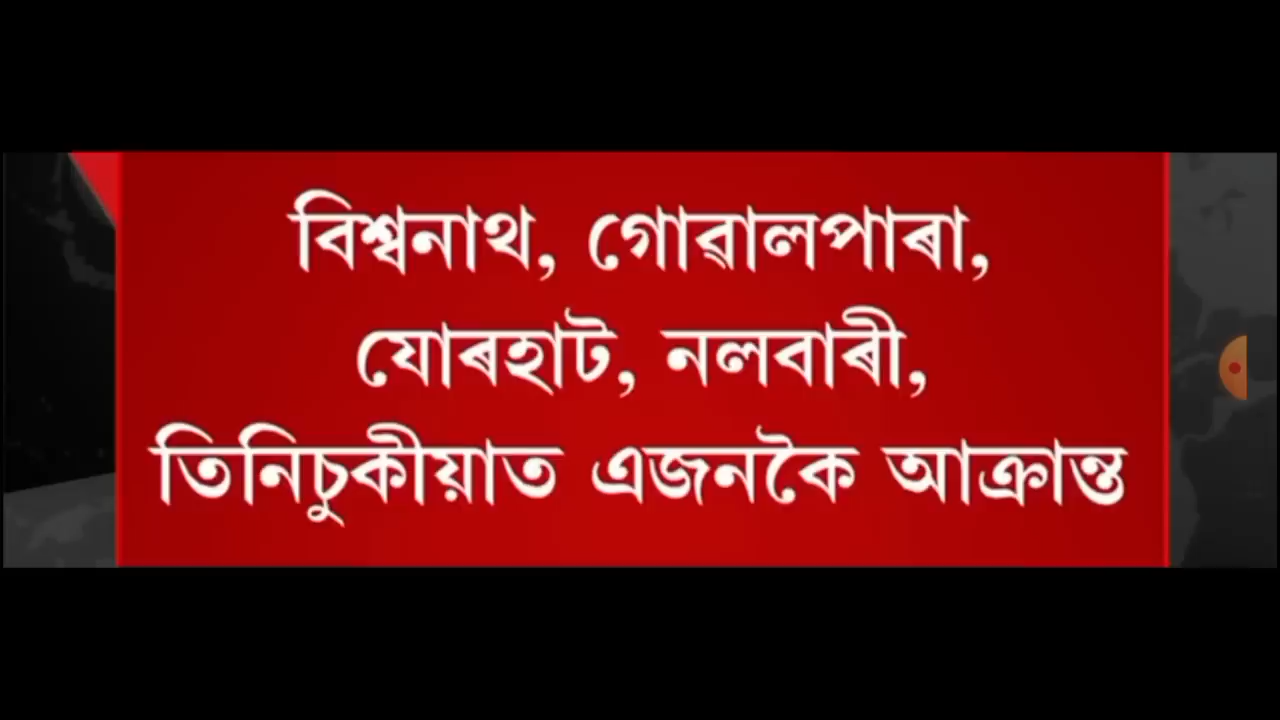 বিশ্বনাথ, গোৱালপাৰা,
যোৰহাট, নলবাৰী,
তিনিচুকীয়াত এজনকৈ আক্ৰান্ত